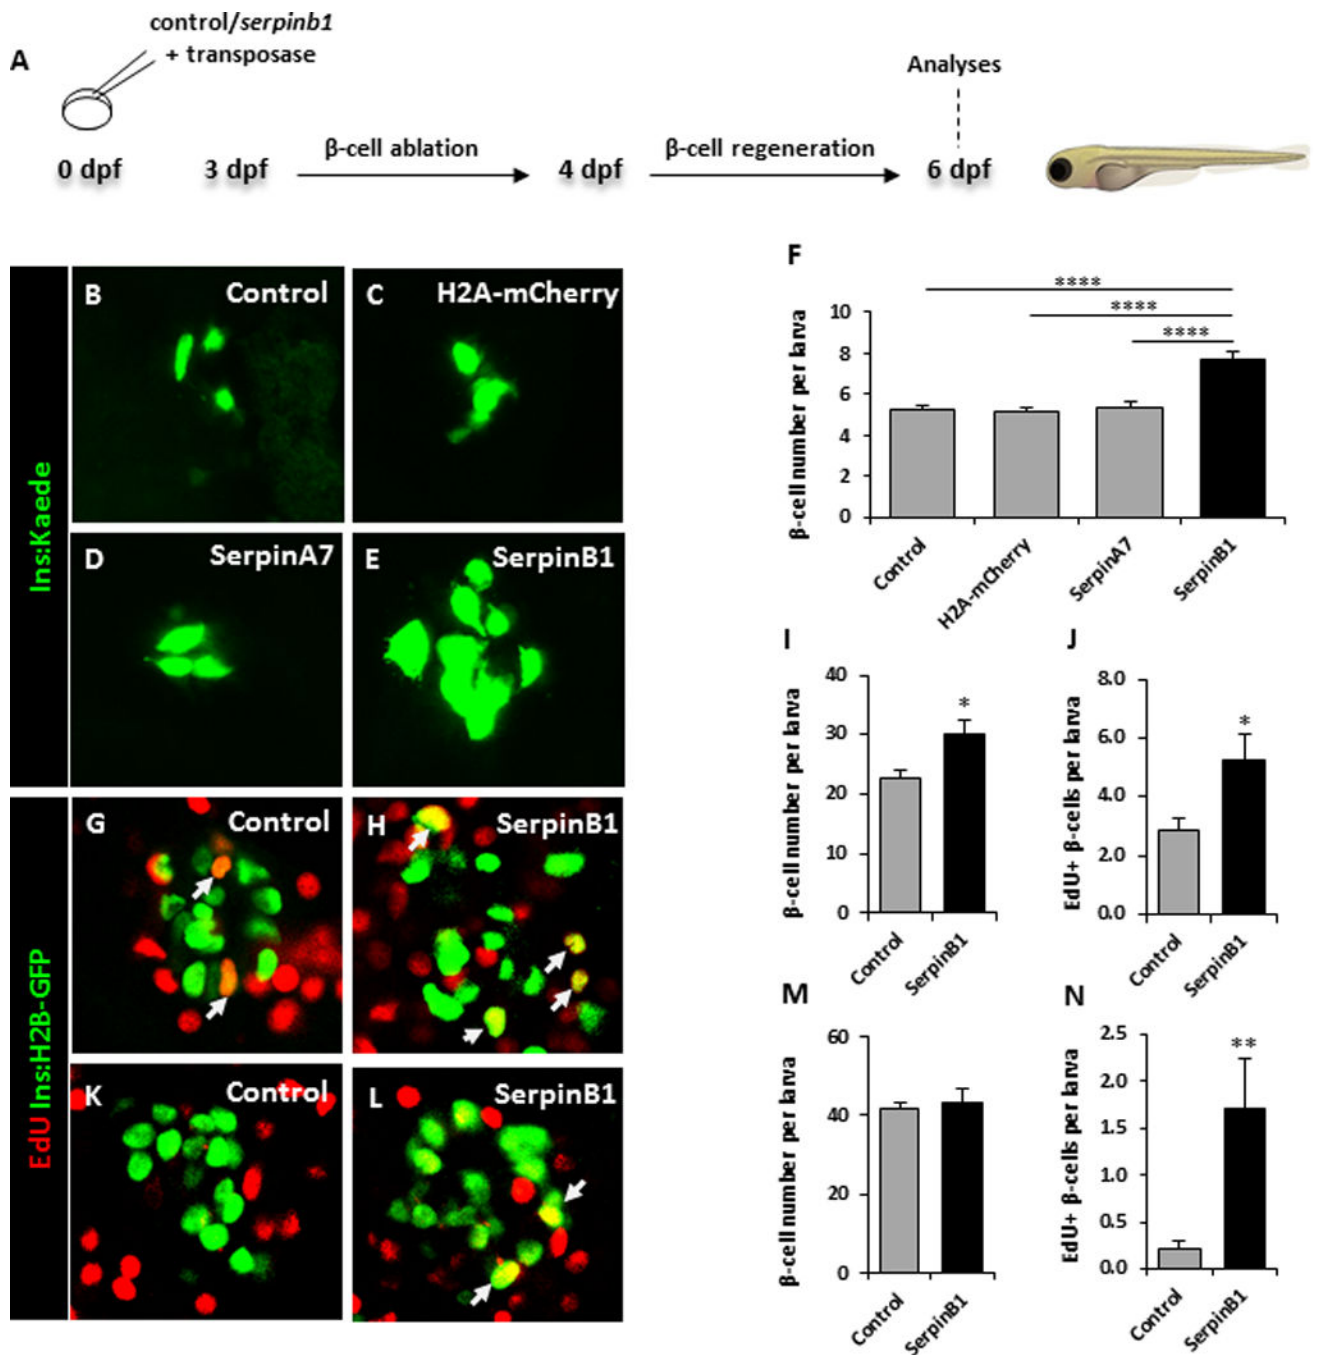 control/serpinb1
+ transposase
A
Analyses
β-cell ablation
β-cell regeneration
0 dpf
3 dpf
4 dpf
6 dpf
Ins:Kaede
B
Control
C
H2A-mCherry
D
SerpinA7
E
SerpinB1
F
****
****
****
β-cell number per larva
10
8
6
4
2
0
Control
H2A-mCherry
SerpinA7
SerpinB1
EdU Ins:H2B-GFP
G
Control
H
SerpinB1
I
β-cell number per larva
40
30
20
10
0
*
Control
SerpinB1
J
EdU+ β-cells per larva
8.0
6.0
4.0
2.0
0.0
*
Control
SerpinB1
K
Control
L
SerpinB1
M
β-cell number per larva
60
40
20
0
Control
SerpinB1
N
EdU+ β-cells per larva
2.5
2.0
1.5
1.0
0.5
0.0
**
Control
SerpinB1